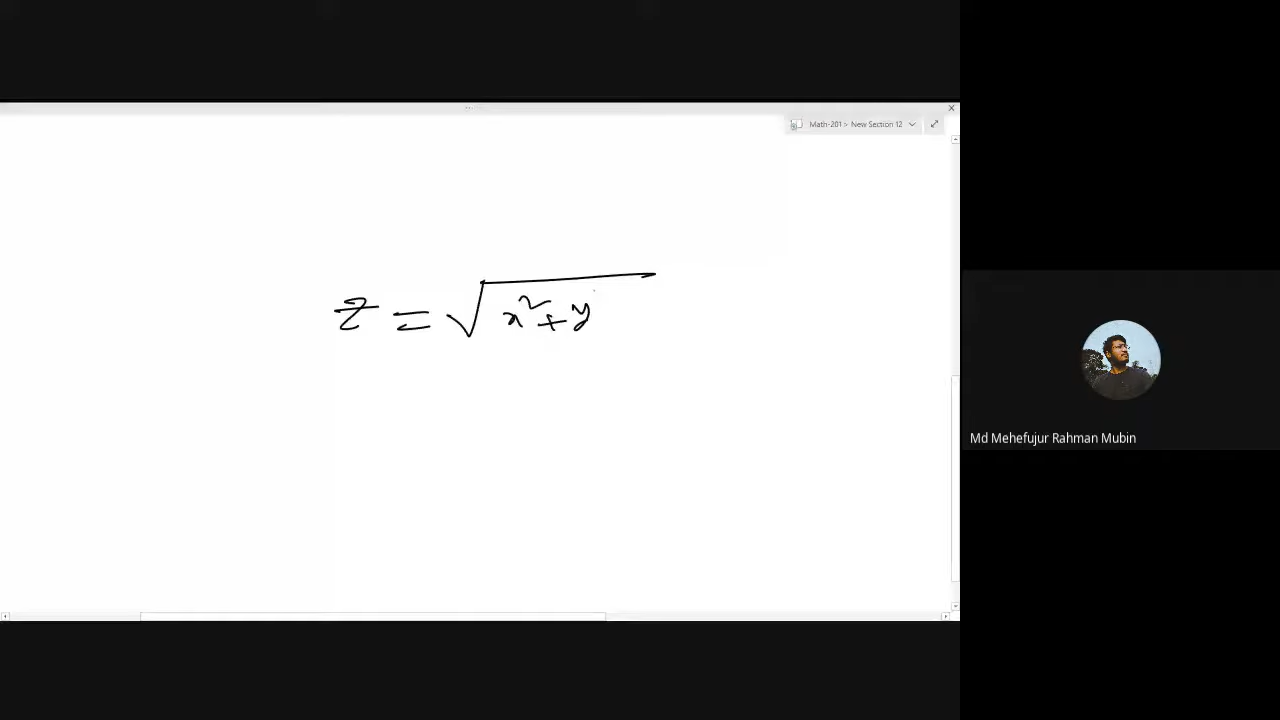 Math-201 > New Section 12
z = √(x² + y)
Md Mehefujur Rahman Mubin